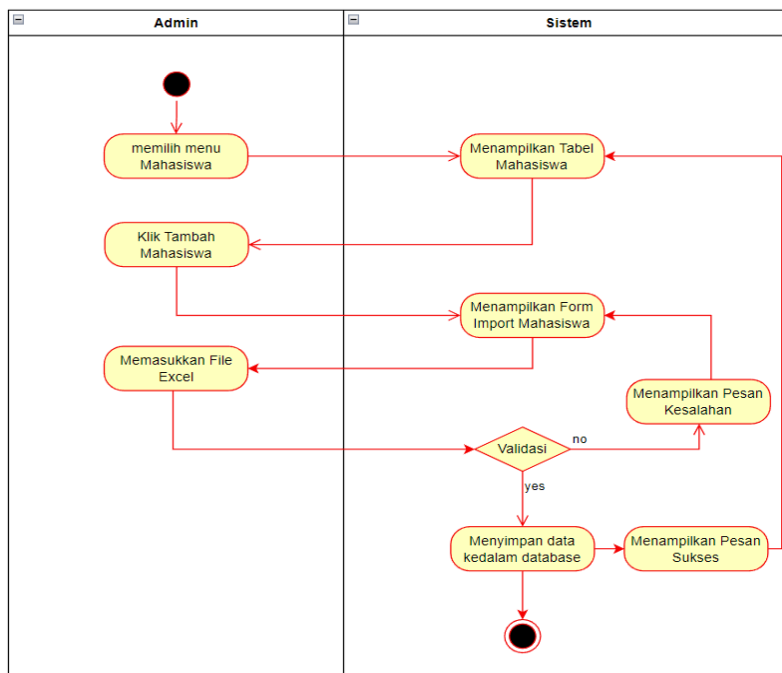 Admin
Sistem
memilih menu
Mahasiswa
Menampilkan Tabel
Mahasiswa
Klik Tambah
Mahasiswa
Menampilkan Form
Import Mahasiswa
Memasukkan File
Excel
Menampilkan Pesan
Kesalahan
Validasi
no
yes
Menyimpan data
kedalam database
Menampilkan Pesan
Sukses